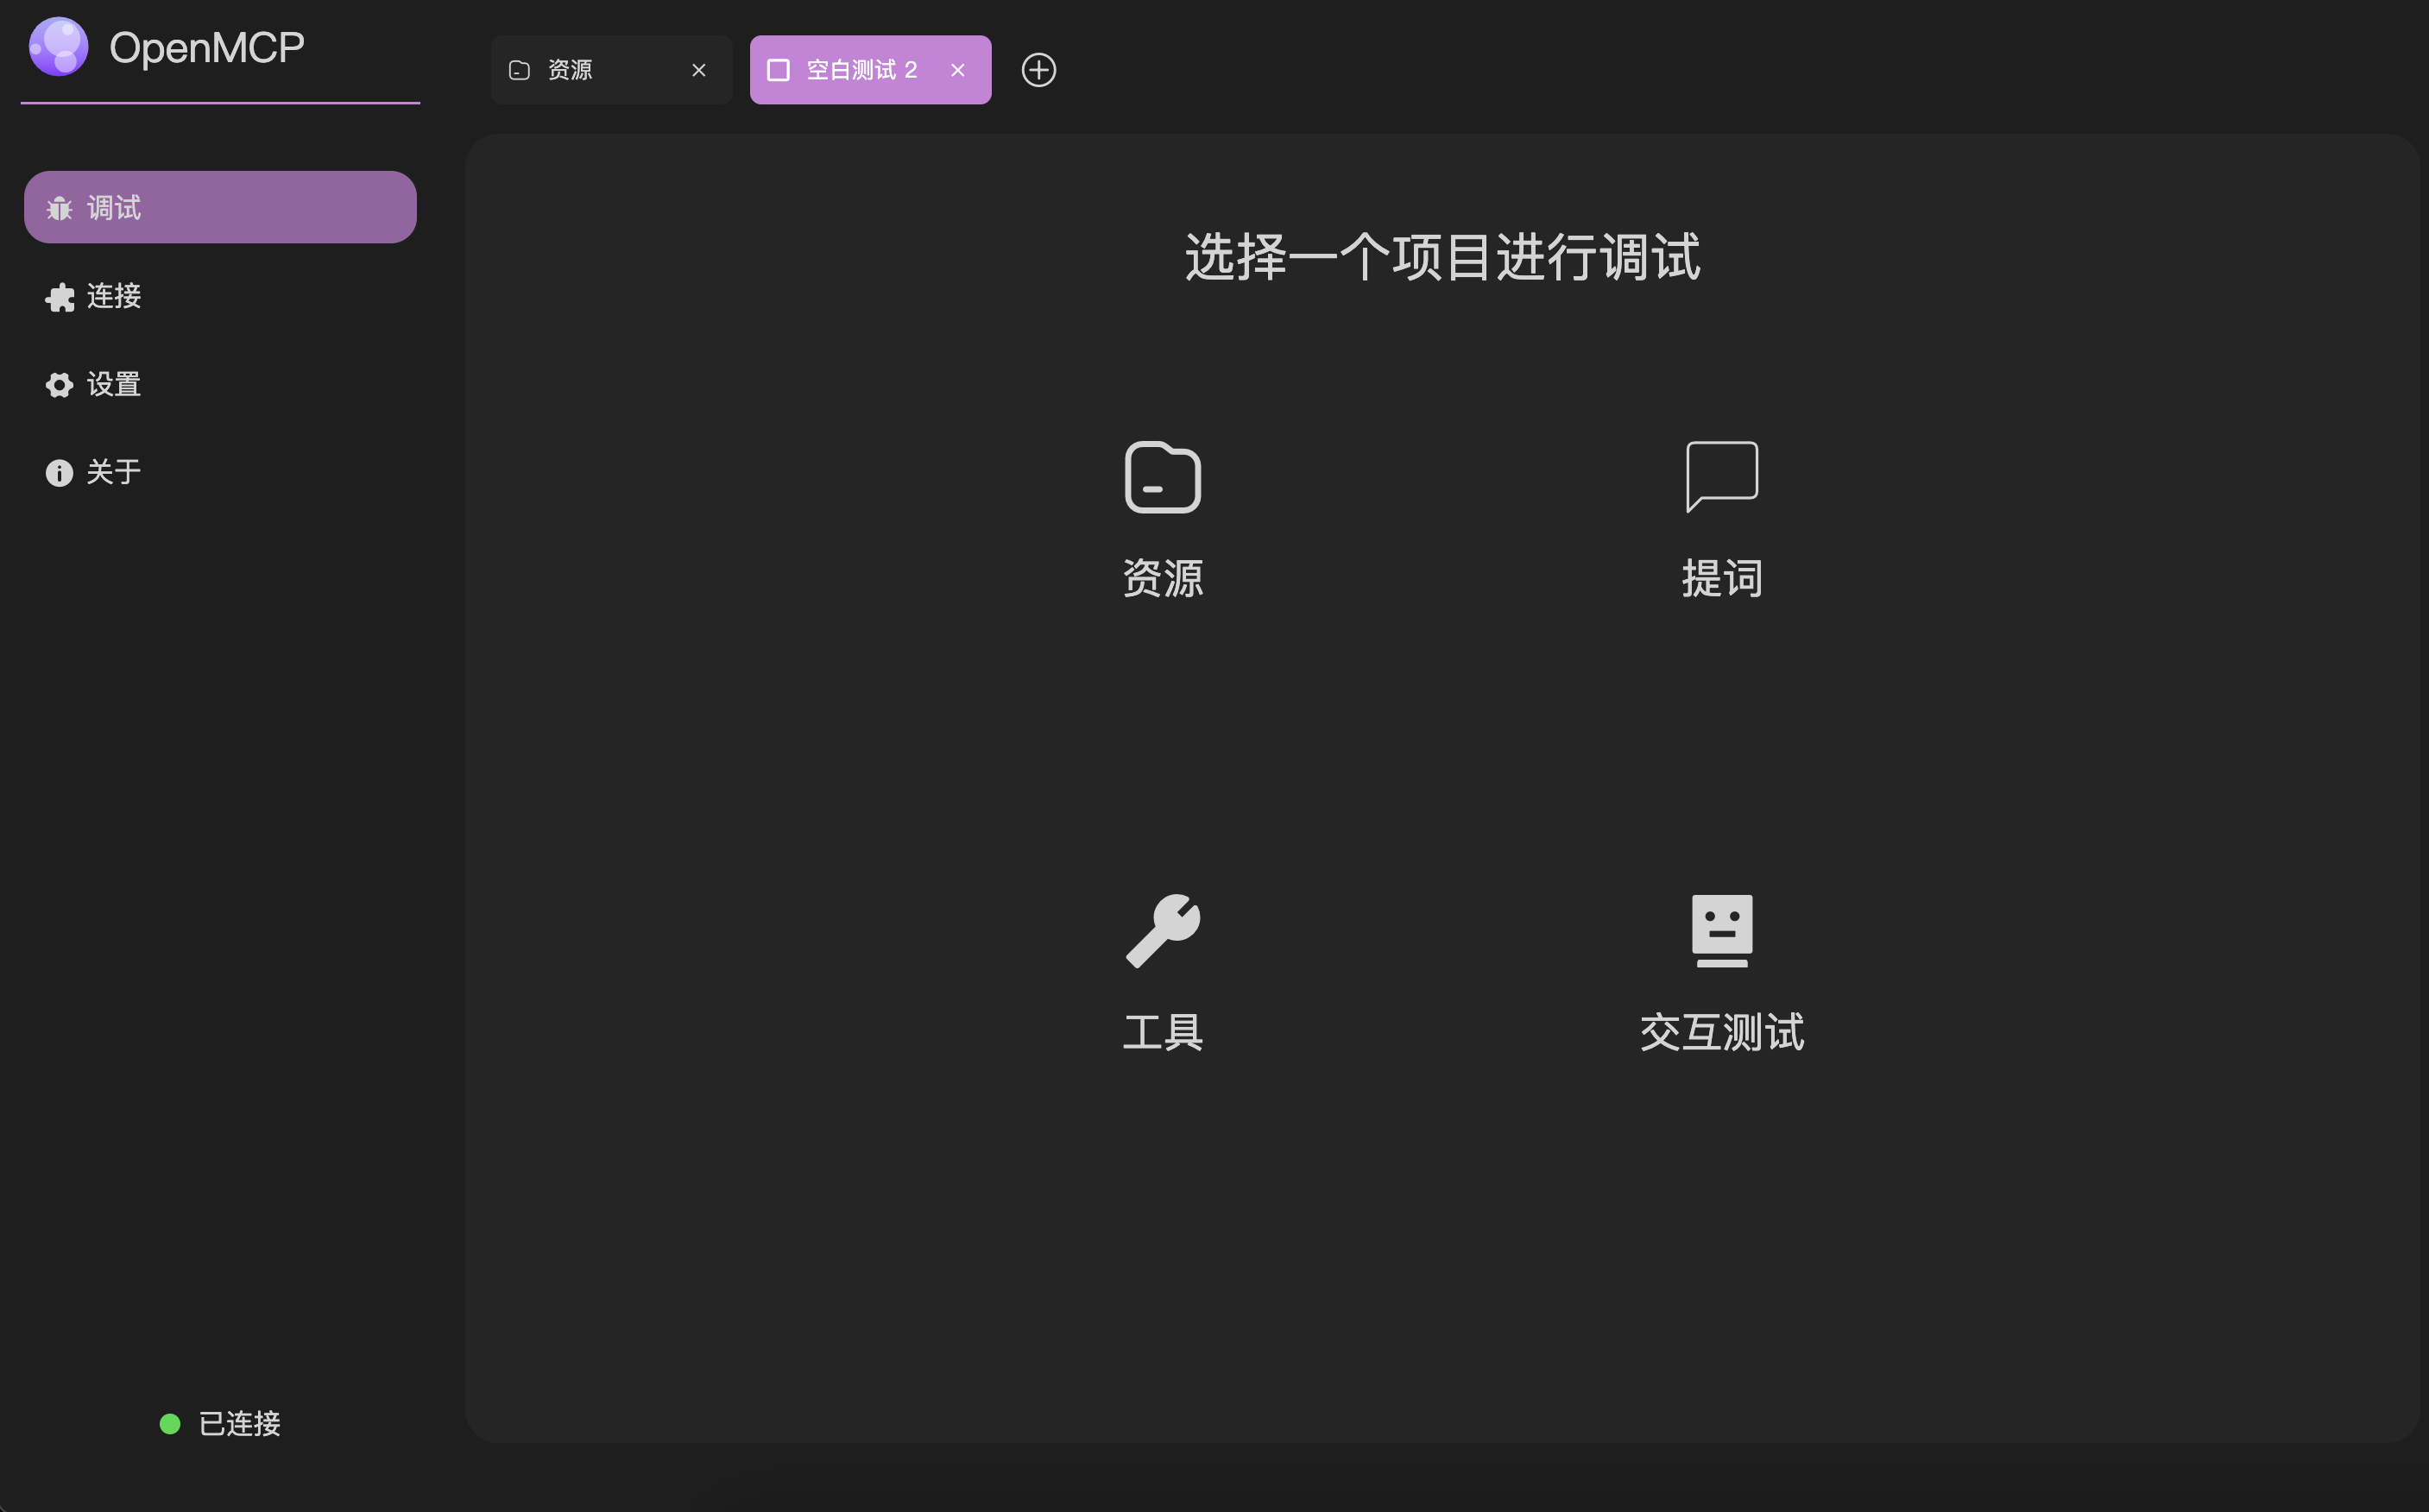 OpenMCP
资源
空白测试 2
调试
连接
设置
关于
选择一个项目进行调试
资源
提词
工具
交互测试
已连接